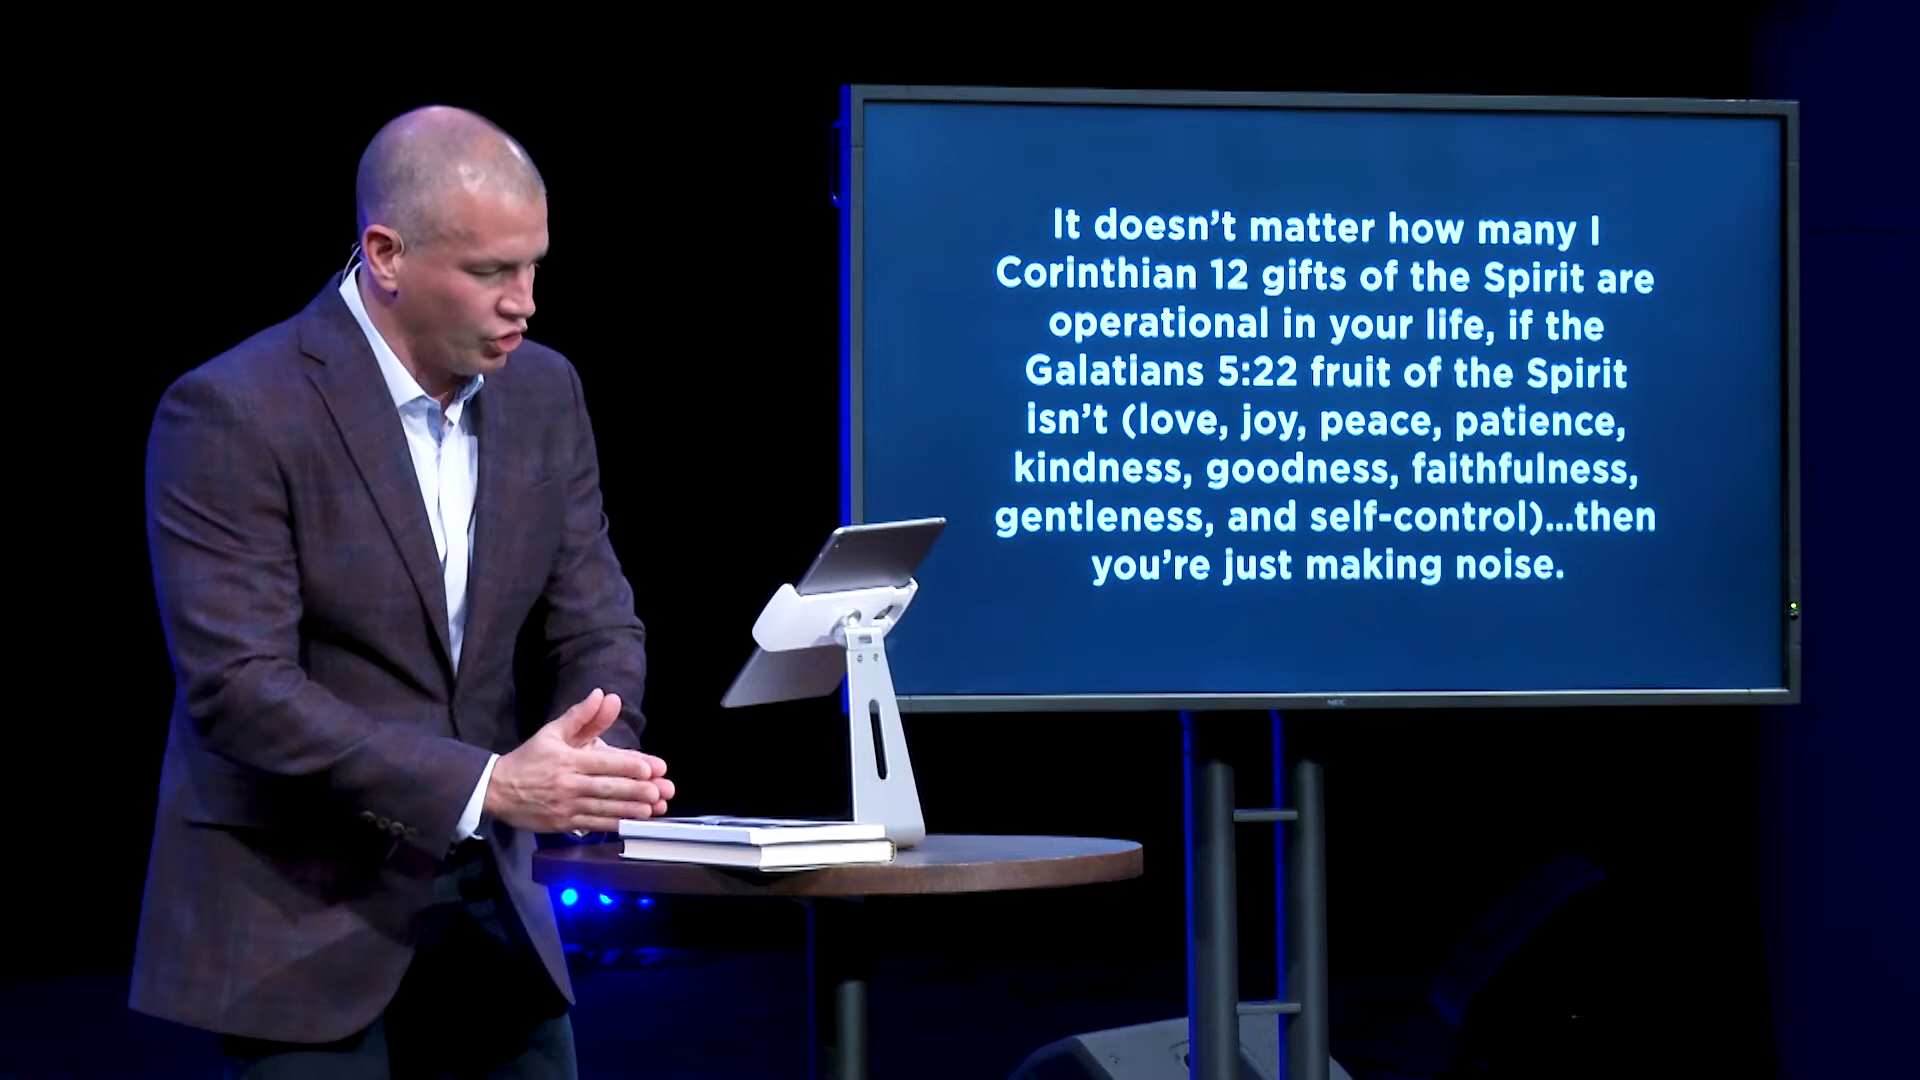 It doesn't matter how many I
Corinthian 12 gifts of the Spirit are
operational in your life, if the
Galatians 5:22 fruit of the Spirit
isn't (love, joy, peace, patience,
kindness, goodness, faithfulness,
gentleness, and self-control)...then
you're just making noise.
NEC